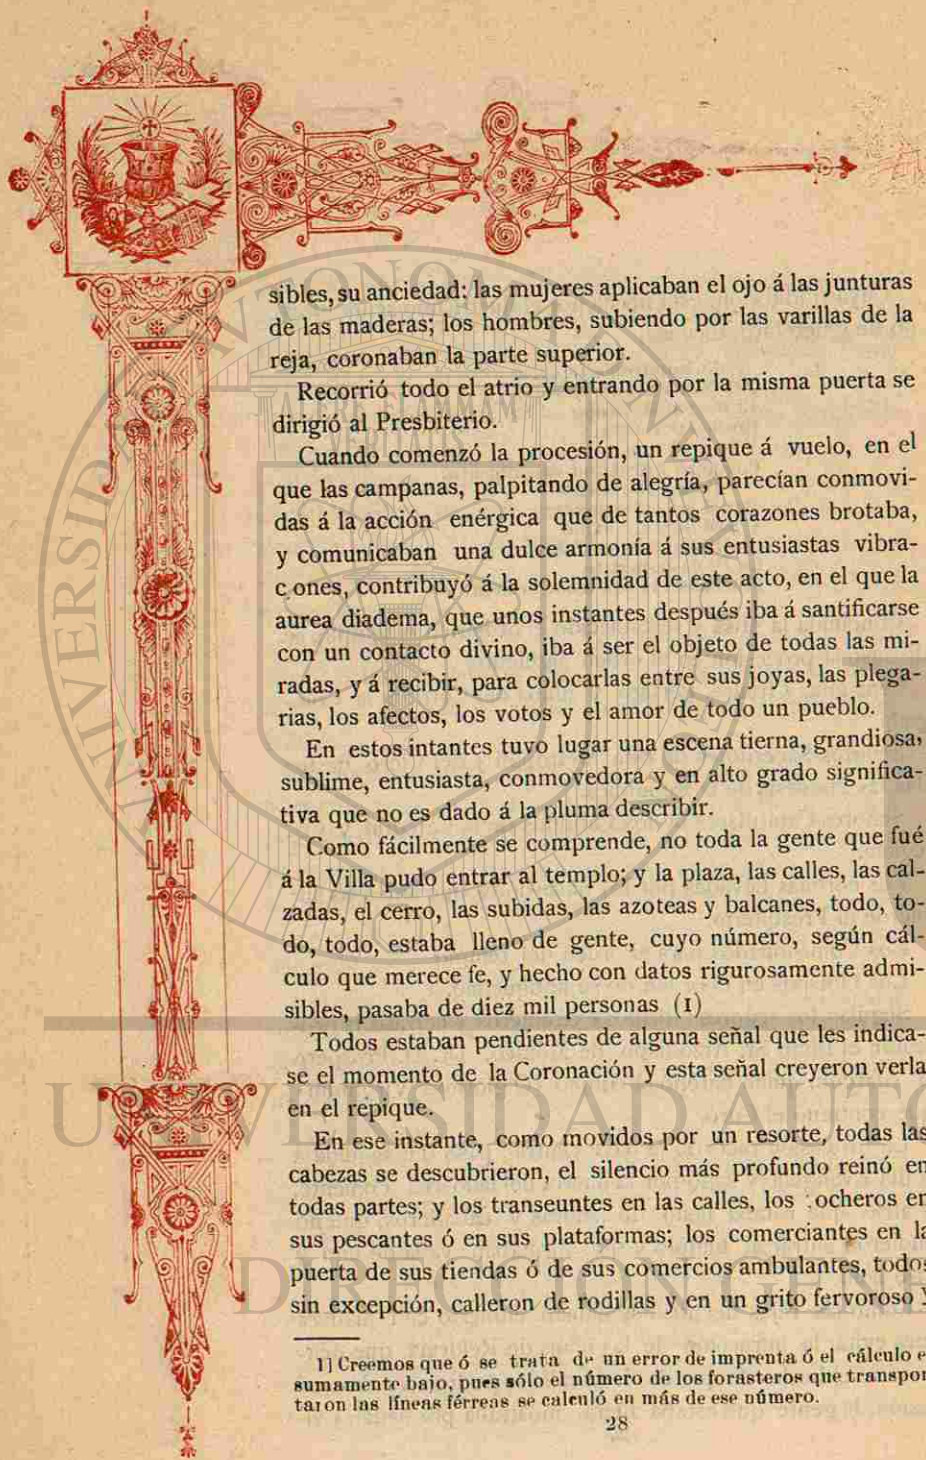 sibles, su anciedad: las mujeres aplicaban el ojo á las junturas
de las maderas; los hombres, subiendo por las varillas de la
reja, coronaban la parte superior.
Recorrió todo el atrio y entrando por la misma puerta se
dirigió al Presbiterio.
Cuando comenzó la procesión, un repique á vuelo, en el
que las campanas, palpitando de alegría, parecían conmovi-
das á la acción enérgica que de tantos corazones brotaba,
y comunicaban una dulce armonía á sus entusiastas vibra-
c ones, contribuyó á la solemnidad de este acto, en el que la
aurea diadema, que unos instantes después iba á santificarse
con un contacto divino, iba á ser el objeto de todas las mi-
radas, y á recibir, para colocarlas entre sus joyas, las plega-
rias, los afectos, los votos y el amor de todo un pueblo.
En estos intantes tuvo lugar una escena tierna, grandiosa,
sublime, entusiasta, conmovedora y en alto grado significa-
tiva que no es dado á la pluma describir.
Como fácilmente se comprende, no toda la gente que fué
á la Villa pudo entrar al templo; y la plaza, las calles, las cal-
zadas, el cerro, las subidas, las azoteas y balcanes, todo, to-
do, todo, estaba lleno de gente, cuyo número, según cál-
culo que merece fe, y hecho con datos rigurosamente admi-
sibles, pasaba de diez mil personas (1)
Todos estaban pendientes de alguna señal que les indica-
se el momento de la Coronación y esta señal creyeron verla
en el repique.
En ese instante, como movidos por un resorte, todas las
cabezas se descubrieron, el silencio más profundo reinó en
todas partes; y los transeuntes en las calles, los ocheros en
sus pescantes ó en sus plataformas; los comerciantes en la
puerta de sus tiendas ó de sus comercios ambulantes, todos
sin excepción, calleron de rodillas y en un grito fervoroso y
1] Creemos que ó se trata de un error de imprenta ó el cálculo e
sumamente bajo, pues sólo el número de los forasteros que transpor
taron las líneas férreas se calculó en más de ese número.
28
UNIVERSIDAD AUTÓ